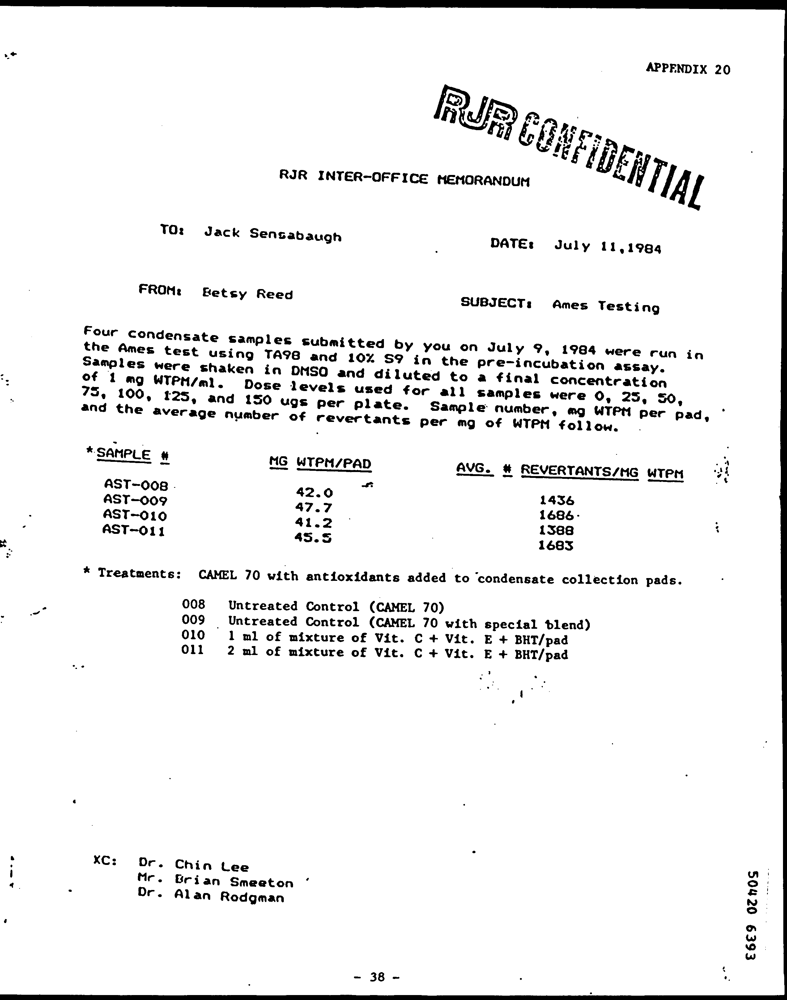 APPENDIX 20
RJR CONFIDENTIAL
RJR INTER-OFFICE MEMORANDUM
TO: Jack Sensabaugh
DATE: July 11,1984
FROM: Betsy Reed
SUBJECT: Ames Testing
Four condensate samples submitted by you on July 9, 1984 were run in
the Ames test using TA98 and 10% S9 in the pre-incubation assay.
Samples were shaken in DMSO and diluted to a final concentration
of 1 mg WTPM/ml. Dose levels used for all samples were 0, 25, 50,
75, 100, 125, and 150 ugs per plate. Sample number, mg WTPM per pad,
and the average number of revertants per mg of WTPM follow.
* SAMPLE # MG WTPM/PAD AVG. # REVERTANTS/MG WTPM
AST-008 42.0 1436
AST-009 47.7 1686
AST-010 41.2 1388
AST-011 45.5 1683
* Treatments: CAMEL 70 with antioxidants added to condensate collection pads.
008 Untreated Control (CAMEL 70)
009 Untreated Control (CAMEL 70 with special blend)
010 1 ml of mixture of Vit. C + Vit. E + BHT/pad
011 2 ml of mixture of Vit. C + Vit. E + BHT/pad
XC: Dr. Chin Lee
Mr. Brian Smeeton
Dr. Alan Rodgman
50420 6393
- 38 -